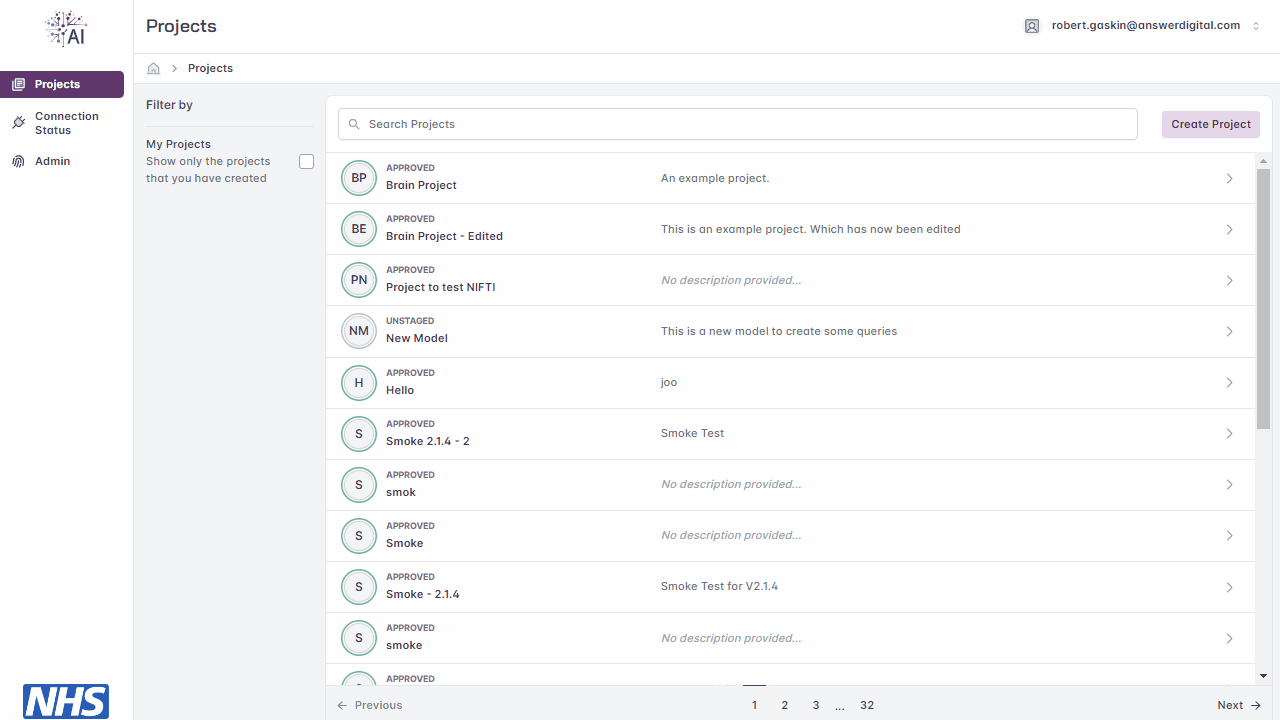 AI
Projects
robert.gaskin@answerdigital.com
Projects
Projects
Connection
Status
Admin
Filter by
My Projects
Show only the projects
that you have created
Search Projects
Create Project
BP
APPROVED
Brain Project
An example project.
BE
APPROVED
Brain Project - Edited
This is an example project. Which has now been edited
PN
APPROVED
Project to test NIFTI
No description provided...
NM
UNSTAGED
New Model
This is a new model to create some queries
H
APPROVED
Hello
joo
S
APPROVED
Smoke 2.1.4 - 2
Smoke Test
S
APPROVED
smok
No description provided...
S
APPROVED
Smoke
No description provided...
S
APPROVED
Smoke - 2.1.4
Smoke Test for V2.1.4
S
APPROVED
smoke
No description provided...
APPROVED
Previous
1 2 3 ... 32
Next
NHS